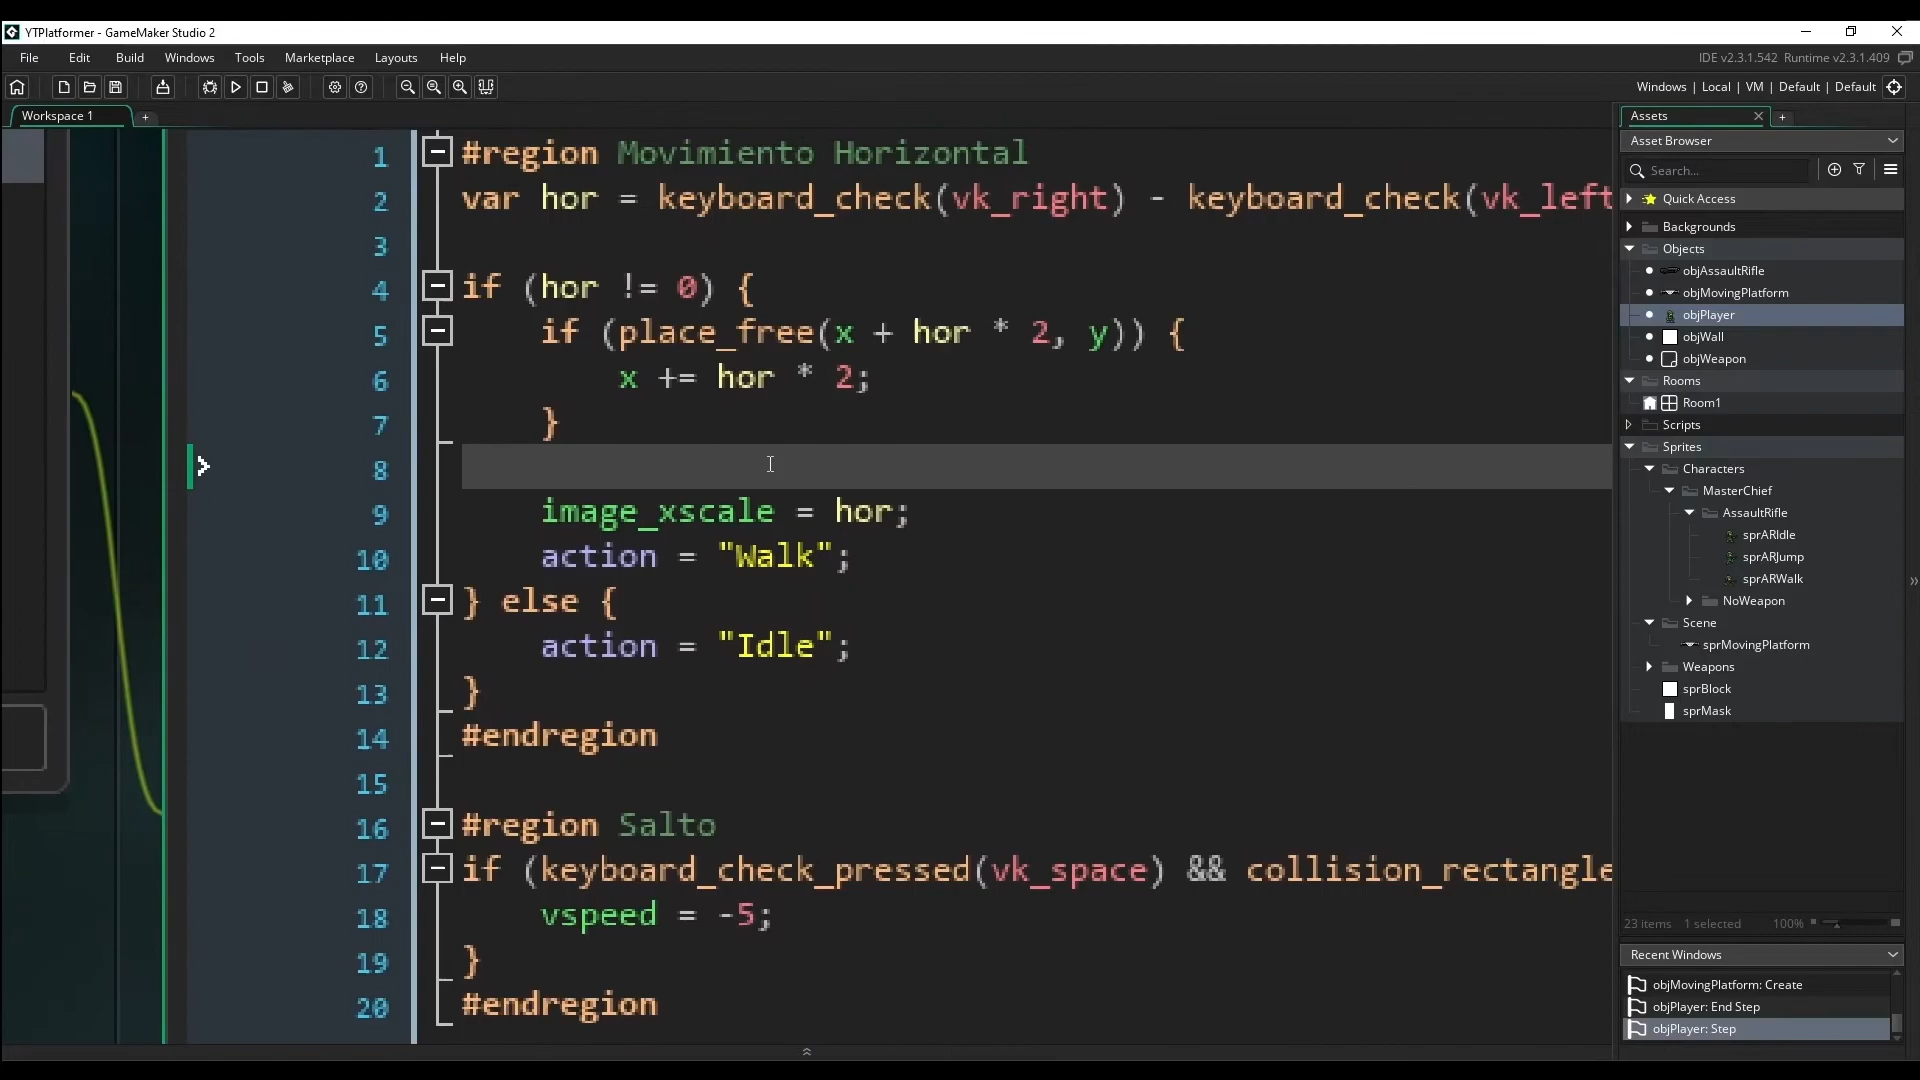 YTPlatformer - GameMaker Studio 2
File Edit Build Windows Tools Marketplace Layouts Help
IDE v2.3.1.542 Runtime v2.3.1.409
Windows | Local | VM | Default | Default
Workspace 1 +
1 #region Movimiento Horizontal
2 var hor = keyboard_check(vk_right) - keyboard_check(vk_left
3
4 if (hor != 0) {
5 if (place_free(x + hor * 2, y)) {
6 x += hor * 2;
7 }
8
9 image_xscale = hor;
10 action = "Walk";
11 } else {
12 action = "Idle";
13 }
14 #endregion
15
16 #region Salto
17 if (keyboard_check_pressed(vk_space) && collision_rectangle
18 vspeed = -5;
19 }
20 #endregion
Assets
Asset Browser
Search...
Quick Access
Backgrounds
Objects
objAssaultRifle
objMovingPlatform
objPlayer
objWall
objWeapon
Rooms
Room1
Scripts
Sprites
Characters
MasterChief
AssaultRifle
sprARIdle
sprARJump
sprARWalk
NoWeapon
Scene
sprMovingPlatform
Weapons
sprBlock
sprMask
23 items 1 selected 100%
Recent Windows
objMovingPlatform: Create
objPlayer: End Step
objPlayer: Step